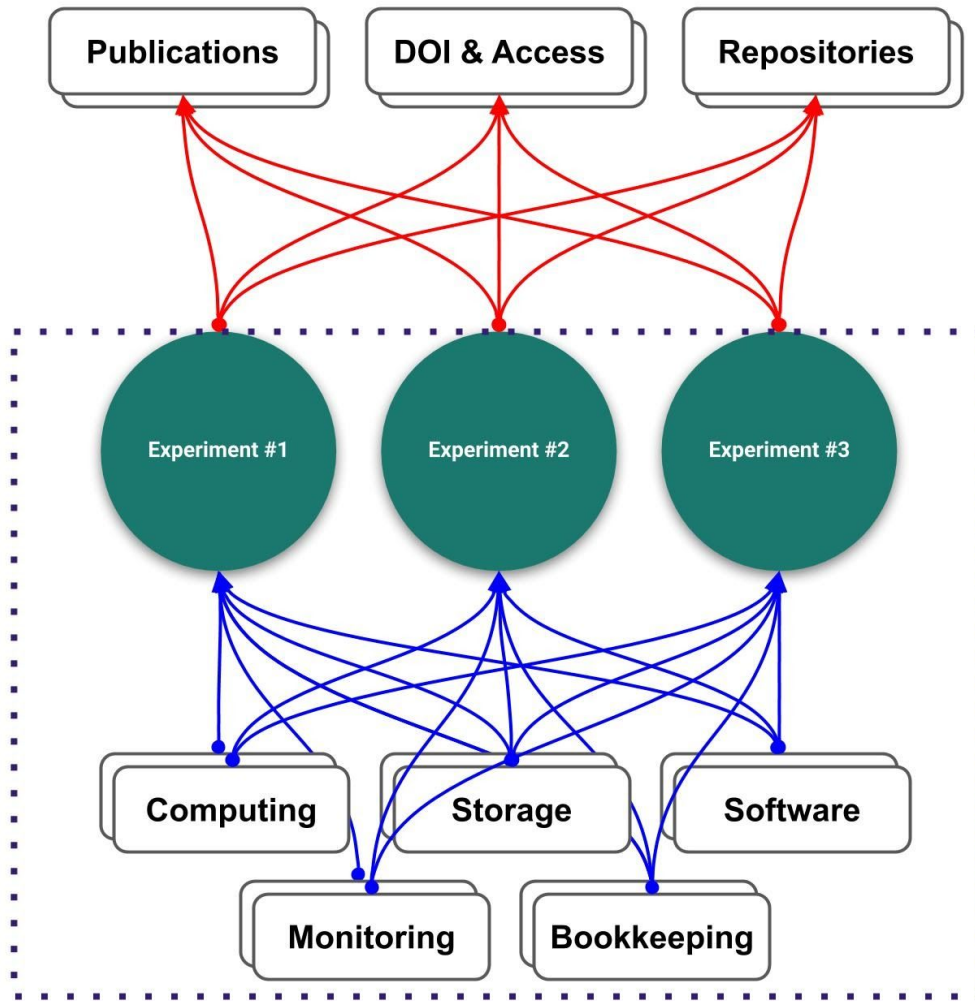 Publications
DOI & Access
Repositories
Experiment #1
Experiment #2
Experiment #3
Computing
Storage
Software
Monitoring
Bookkeeping